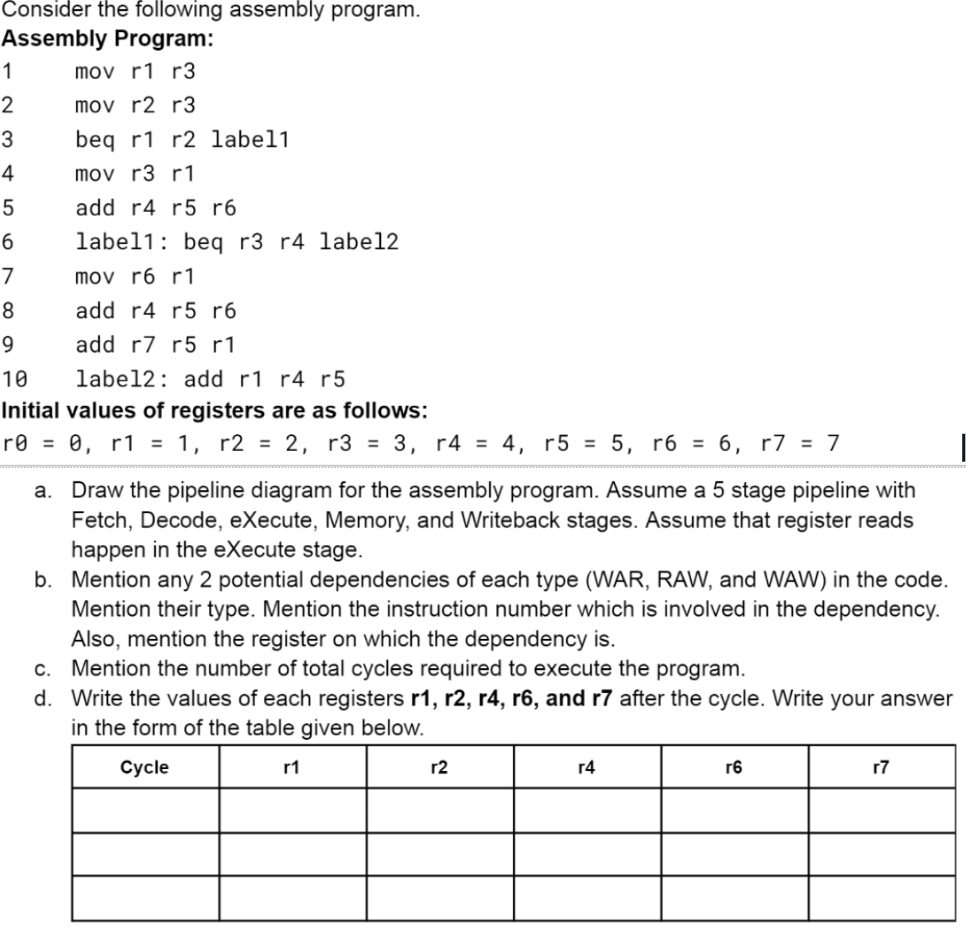 Consider the following assembly program.
Assembly Program:
1 mov r1 r3
2 mov r2 r3
3 beq r1 r2 label1
4 mov r3 r1
5 add r4 r5 r6
6 label1: beq r3 r4 label2
7 mov r6 r1
8 add r4 r5 r6
9 add r7 r5 r1
10 label2: add r1 r4 r5
Initial values of registers are as follows:
r0 = 0, r1 = 1, r2 = 2, r3 = 3, r4 = 4, r5 = 5, r6 = 6, r7 = 7
a. Draw the pipeline diagram for the assembly program. Assume a 5 stage pipeline with
Fetch, Decode, eXecute, Memory, and Writeback stages. Assume that register reads
happen in the eXecute stage.
b. Mention any 2 potential dependencies of each type (WAR, RAW, and WAW) in the code.
Mention their type. Mention the instruction number which is involved in the dependency.
Also, mention the register on which the dependency is.
c. Mention the number of total cycles required to execute the program.
d. Write the values of each registers r1, r2, r4, r6, and r7 after the cycle. Write your answer
in the form of the table given below.
Cycle r1 r2 r4 r6 r7